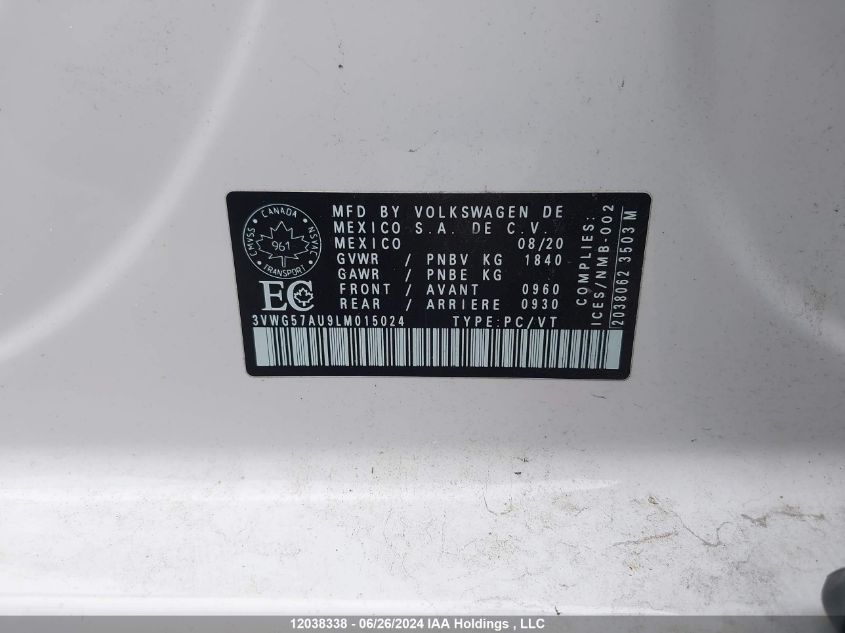 CANADA
CMVSS NSVAC
961
TRANSPORT
EC
MFD BY VOLKSWAGEN DE
MEXICO S.A. DE C.V.
MEXICO 08/20
GVWR / PNBV KG 1840
GAWR / PNBE KG
FRONT / AVANT 0960
REAR / ARRIERE 0930
3VWG57AU9LM015024 TYPE:PC/VT
COMPLIES:
ICES/NMB-002
2038062 3503 M
12038338 - 06/26/2024 IAA Holdings , LLC